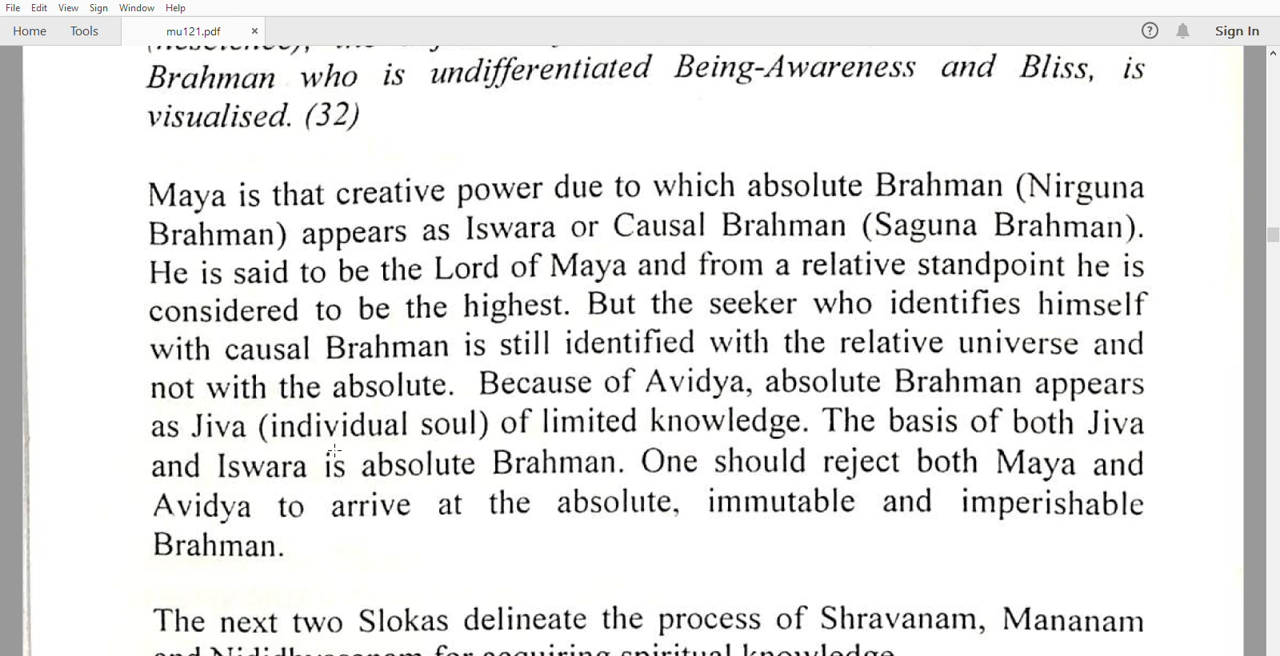 File Edit View Sign Window Help
Home Tools mu121.pdf × Sign In
Brahman who is undifferentiated Being-Awareness and Bliss, is
visualised. (32)
Maya is that creative power due to which absolute Brahman (Nirguna
Brahman) appears as Iswara or Causal Brahman (Saguna Brahman).
He is said to be the Lord of Maya and from a relative standpoint he is
considered to be the highest. But the seeker who identifies himself
with causal Brahman is still identified with the relative universe and
not with the absolute. Because of Avidya, absolute Brahman appears
as Jiva (individual soul) of limited knowledge. The basis of both Jiva
and Iswara is absolute Brahman. One should reject both Maya and
Avidya to arrive at the absolute, immutable and imperishable
Brahman.
The next two Slokas delineate the process of Shravanam, Mananam
for acquiring spiritual knowledge